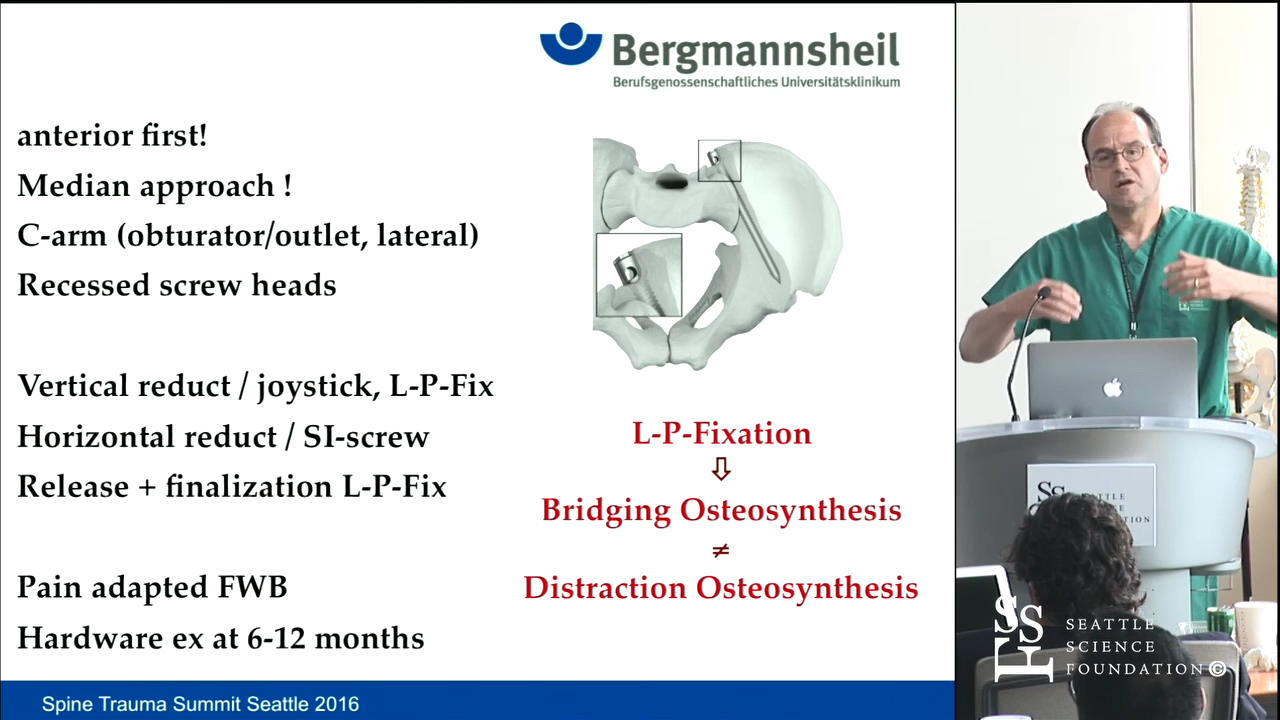 Bergmannsheil
Berufsgenossenschaftliches Universitätsklinikum
anterior first!
Median approach !
C-arm (obturator/outlet, lateral)
Recessed screw heads
Vertical reduct / joystick, L-P-Fix
Horizontal reduct / SI-screw
Release + finalization L-P-Fix
Pain adapted FWB
Hardware ex at 6-12 months
L-P-Fixation
⇩
Bridging Osteosynthesis
≠
Distraction Osteosynthesis
Spine Trauma Summit Seattle 2016
SEATTLE
SCIENCE
FOUNDATION©